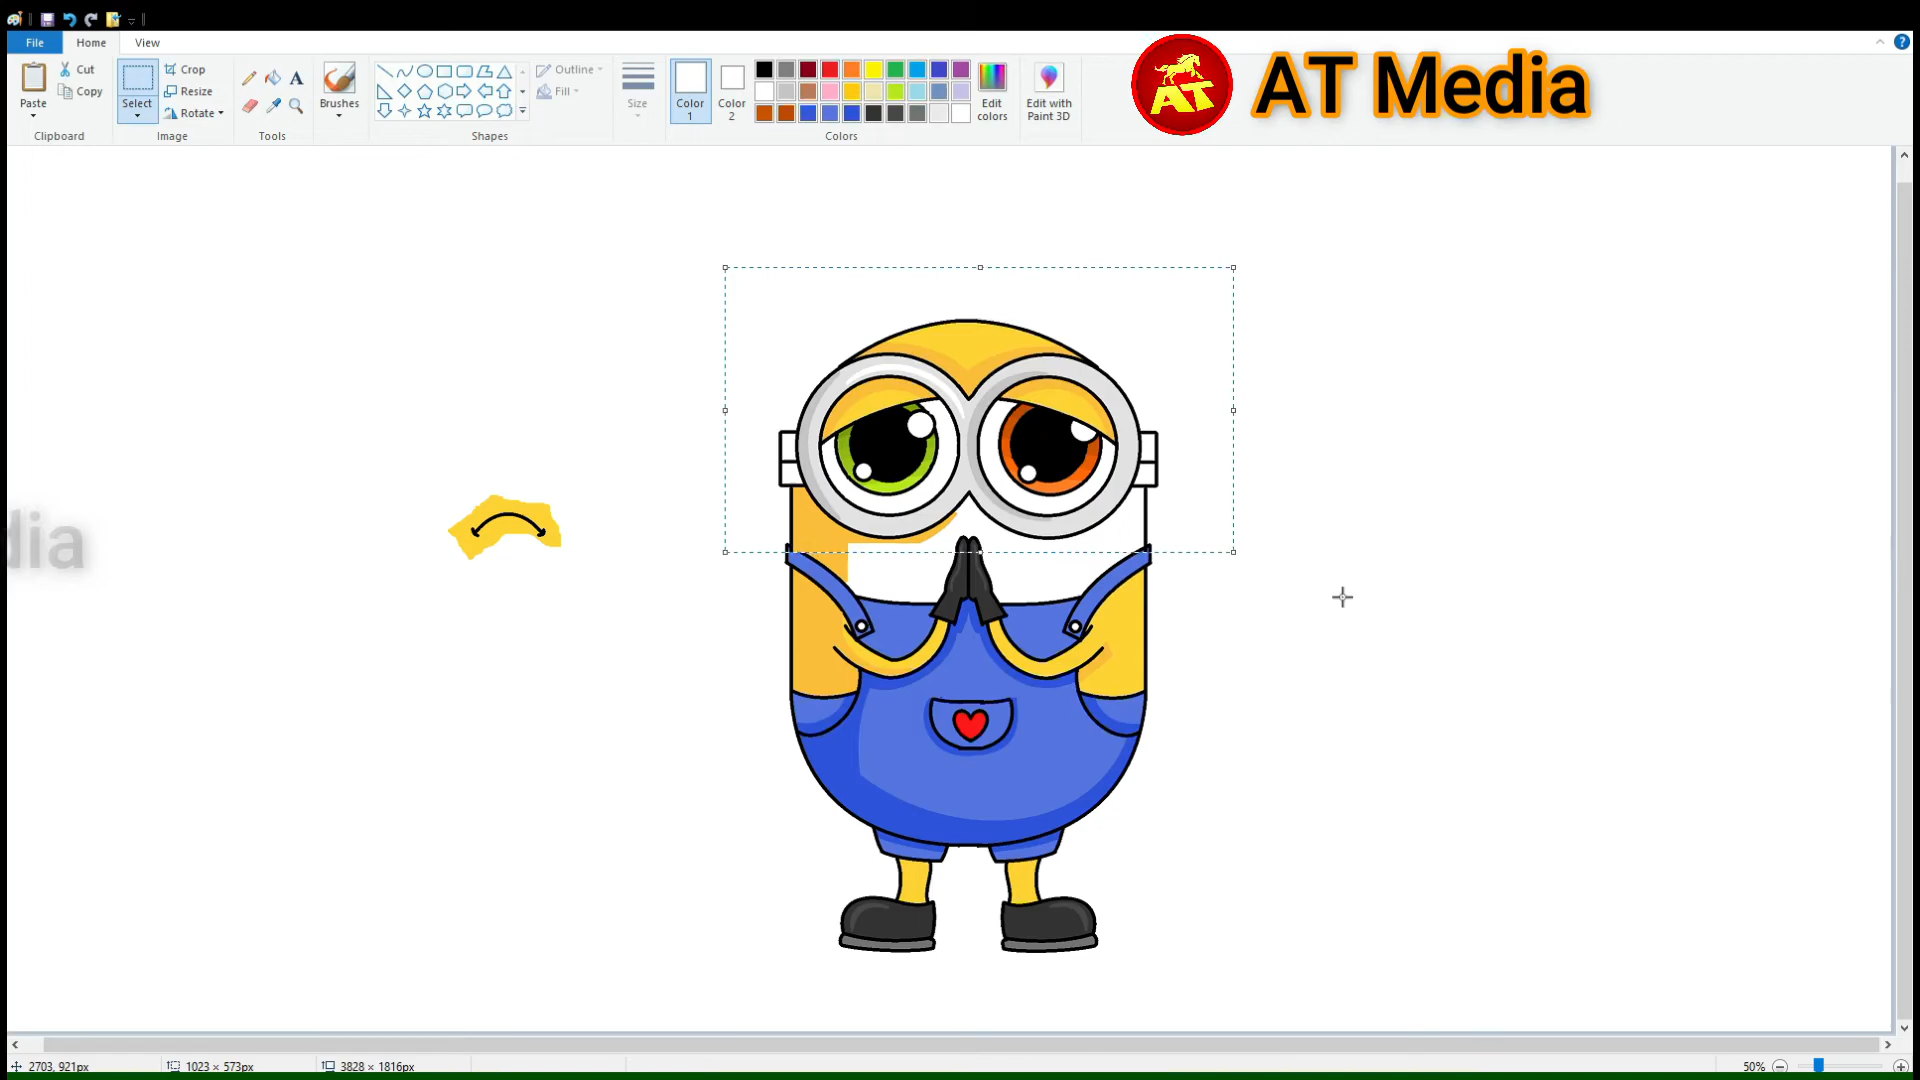 File Home View
Paste
Cut
Copy
Clipboard
Select
Crop
Resize
Rotate
Image
Tools
Brushes
Shapes
Outline
Fill
Size
Color 1
Color 2
Colors
Edit colors
Edit with Paint 3D
AT
AT Media
dia
2703, 921px
1023 × 573px
3828 × 1816px
50%